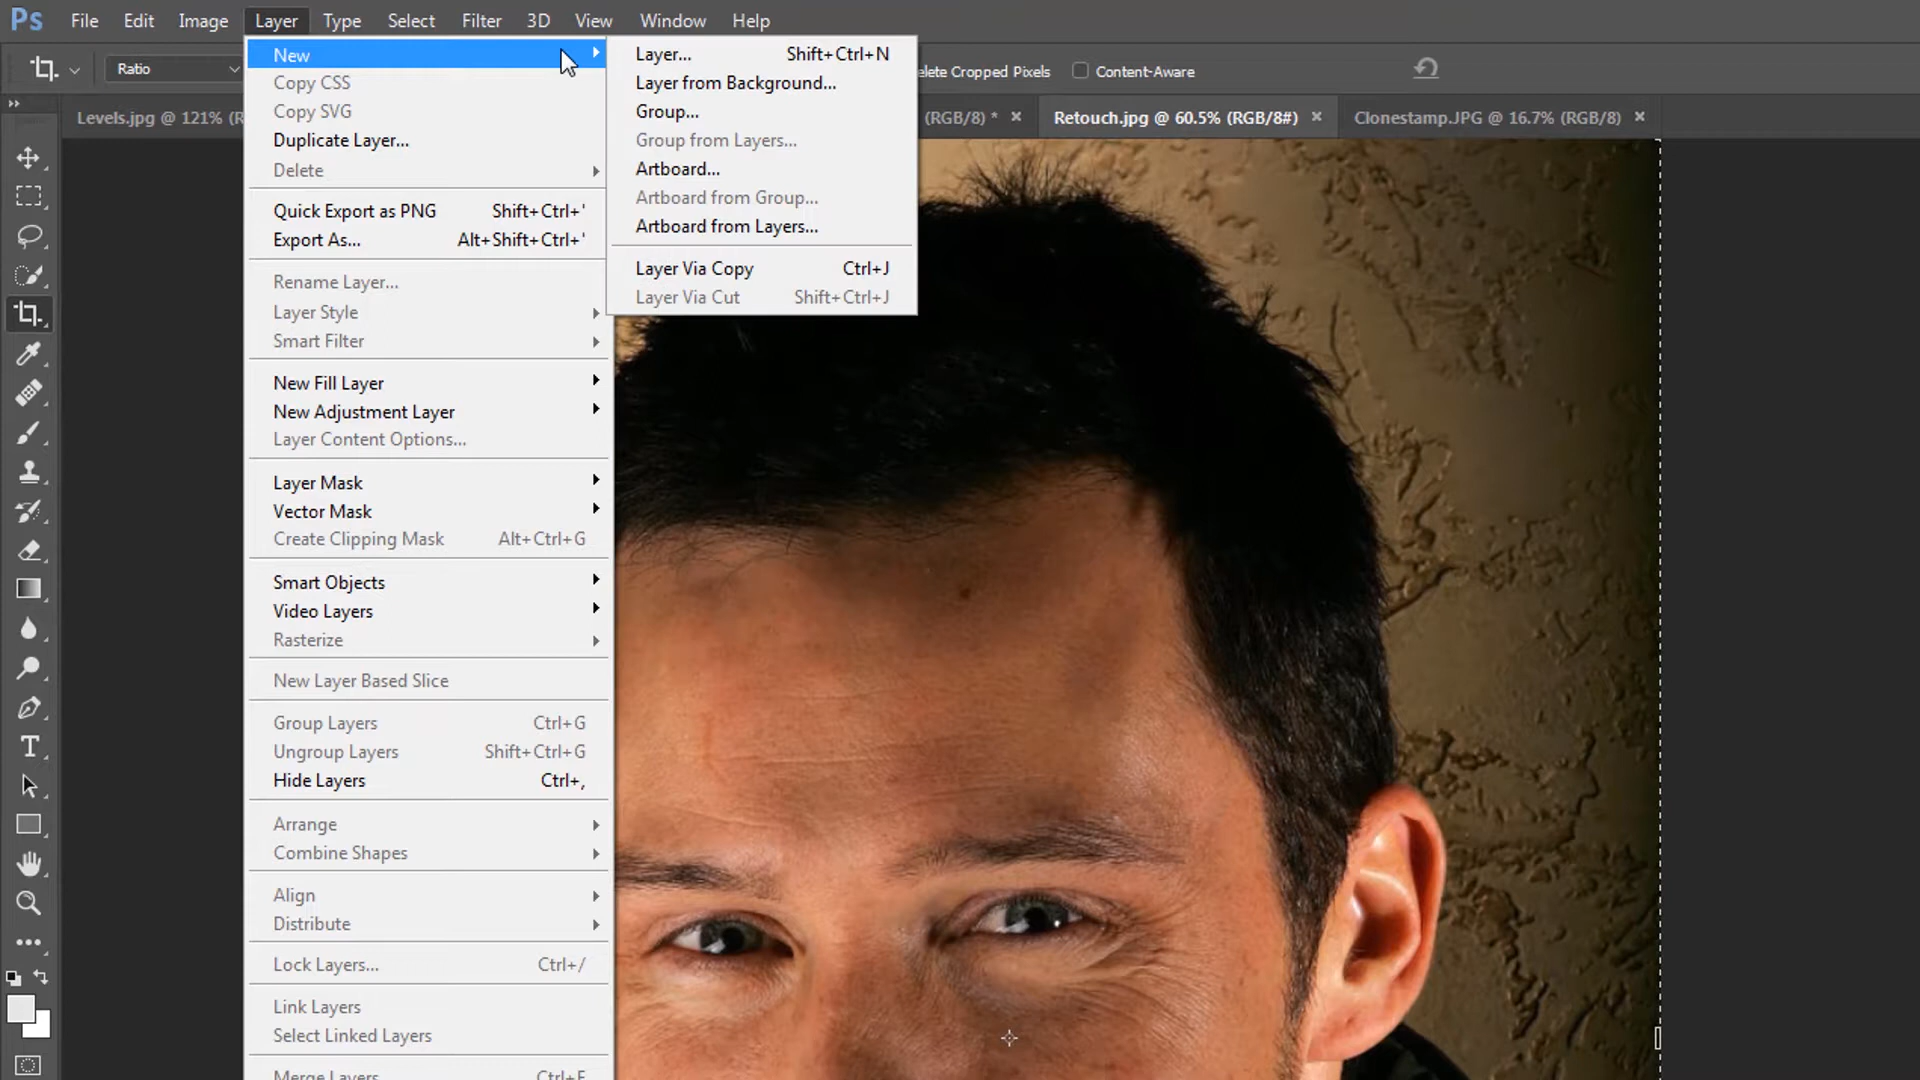 Ps File Edit Image Layer Type Select Filter 3D View Window Help
Ratio
elete Cropped Pixels Content-Aware
Levels.jpg @ 121% (R
(RGB/8) * × Retouch.jpg @ 60.5% (RGB/8#) × Clonestamp.JPG @ 16.7% (RGB/8) ×
New
Copy CSS
Copy SVG
Duplicate Layer...
Delete
Quick Export as PNG Shift+Ctrl+'
Export As... Alt+Shift+Ctrl+'
Rename Layer...
Layer Style
Smart Filter
New Fill Layer
New Adjustment Layer
Layer Content Options...
Layer Mask
Vector Mask
Create Clipping Mask Alt+Ctrl+G
Smart Objects
Video Layers
Rasterize
New Layer Based Slice
Group Layers Ctrl+G
Ungroup Layers Shift+Ctrl+G
Hide Layers Ctrl+,
Arrange
Combine Shapes
Align
Distribute
Lock Layers... Ctrl+/
Link Layers
Select Linked Layers
Merge Layers Ctrl+E
Layer... Shift+Ctrl+N
Layer from Background...
Group...
Group from Layers...
Artboard...
Artboard from Group...
Artboard from Layers...
Layer Via Copy Ctrl+J
Layer Via Cut Shift+Ctrl+J